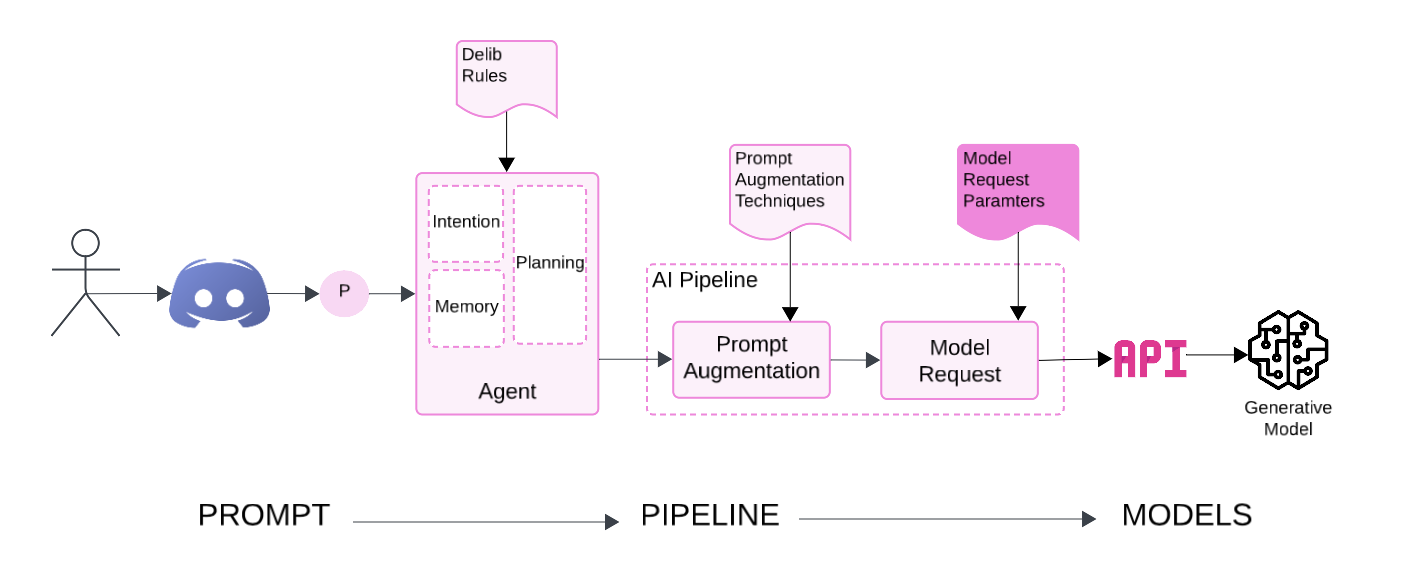 Delib
Rules
Prompt
Augmentation
Techniques
Model
Request
Paramters
Intention
Planning
Memory
Agent
P
AI Pipeline
Prompt
Augmentation
Model
Request
API
Generative
Model
PROMPT
PIPELINE
MODELS